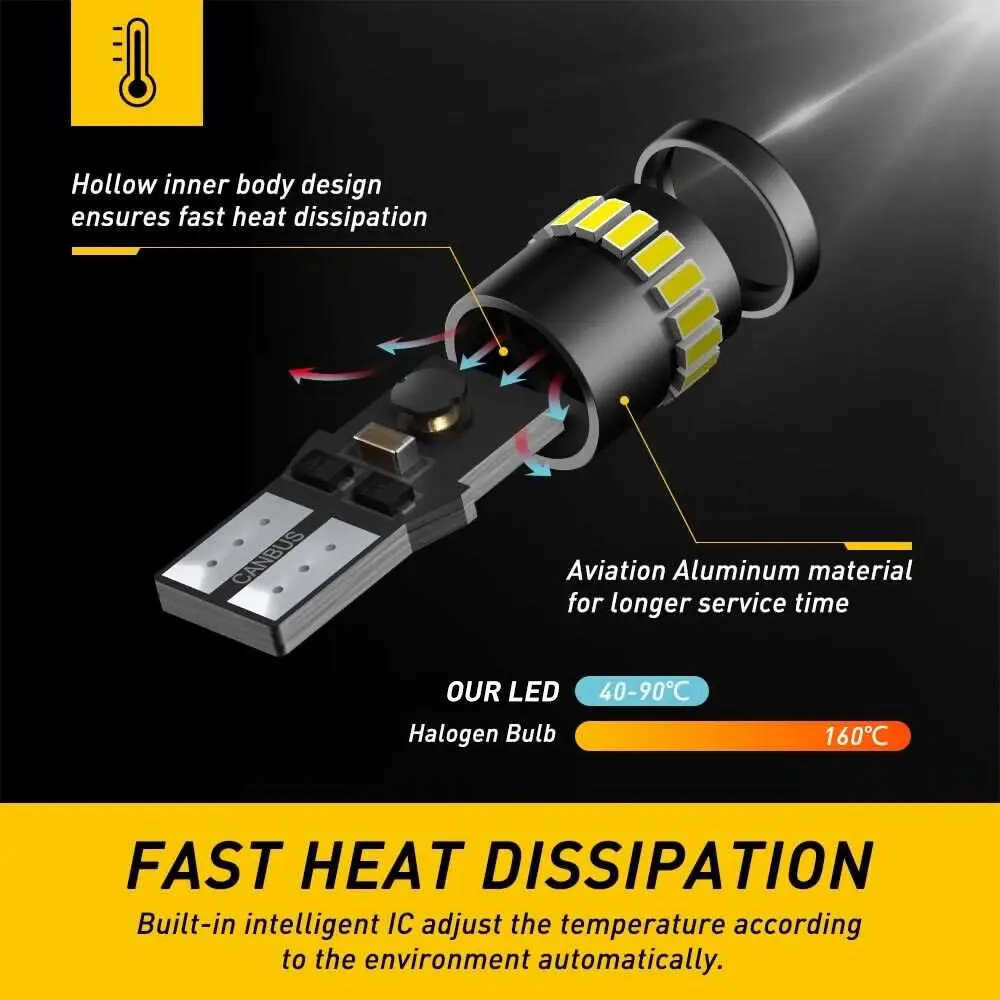 Hollow inner body design
ensures fast heat dissipation
CANBUS
Aviation Aluminum material
for longer service time
OUR LED 40-90℃
Halogen Bulb 160℃
FAST HEAT DISSIPATION
Built-in intelligent IC adjust the temperature according
to the environment automatically.